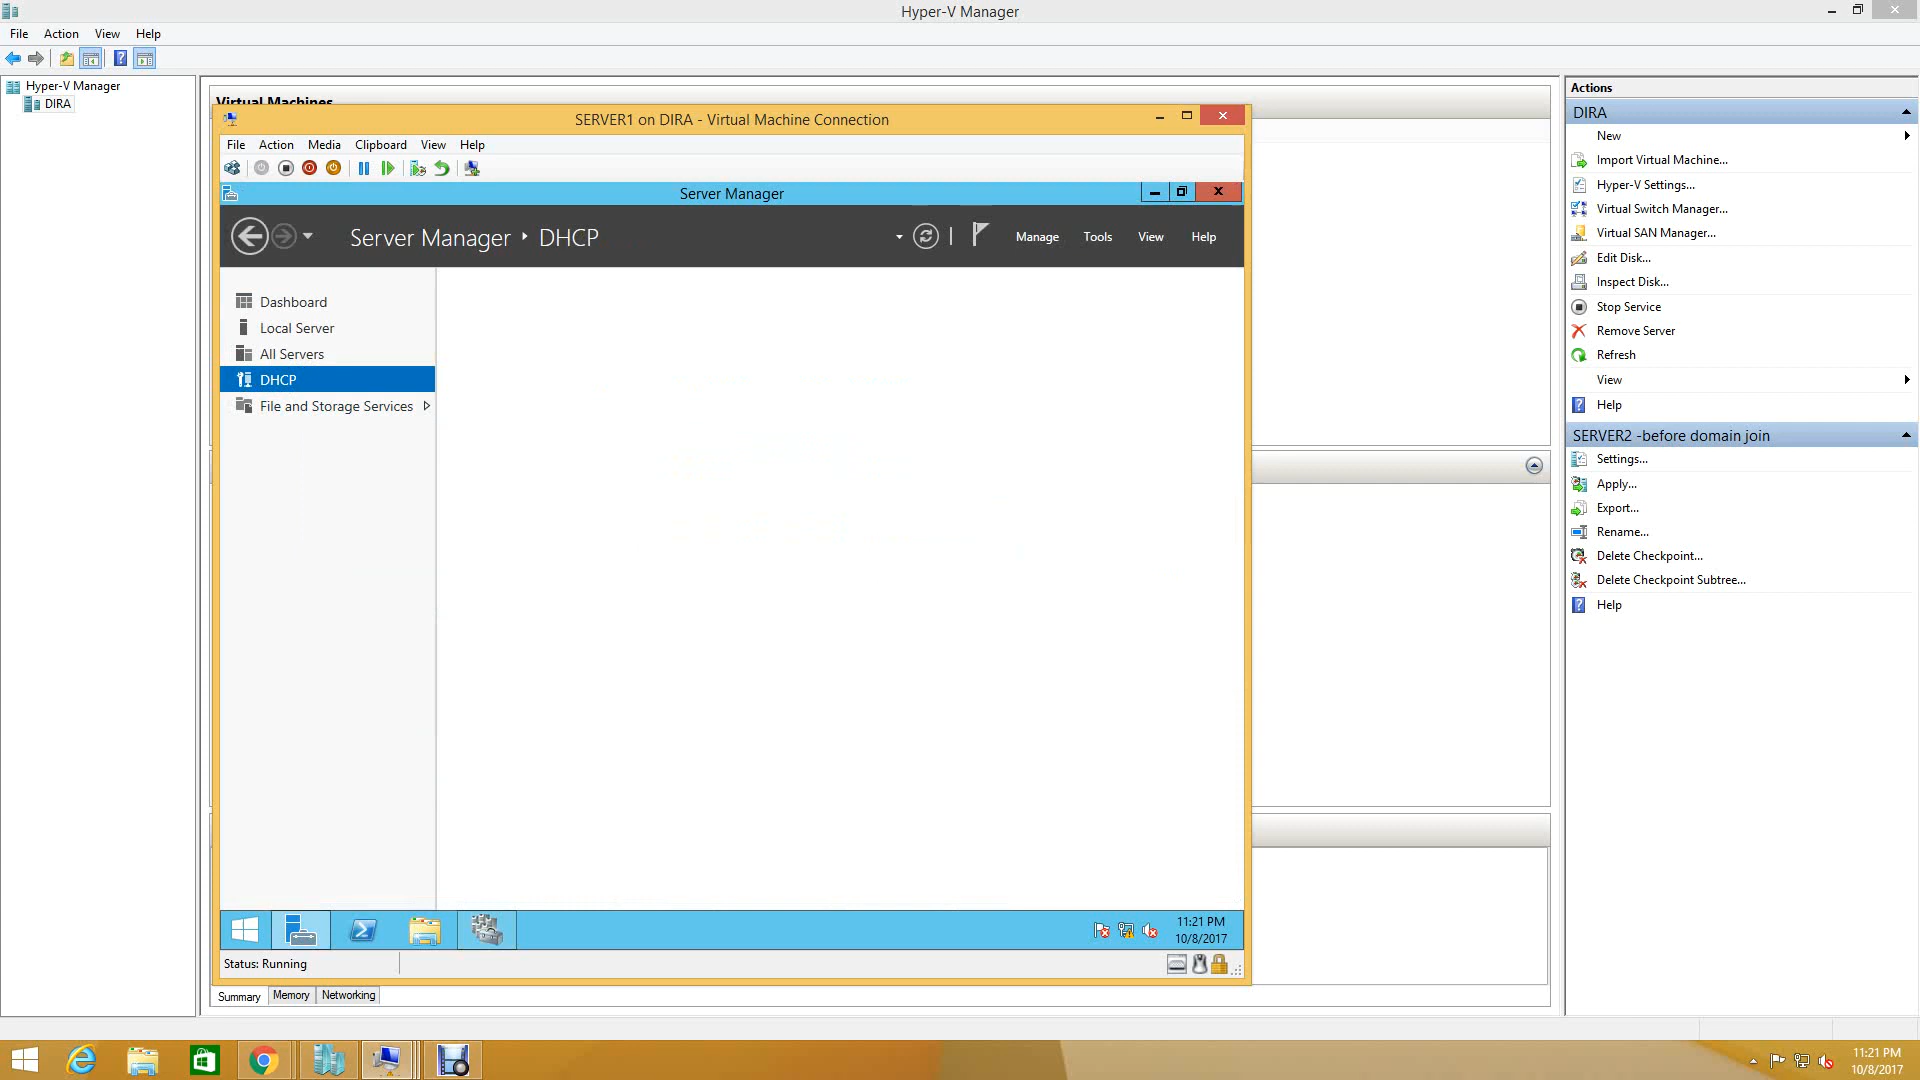 Hyper-V Manager
File Action View Help
Hyper-V Manager
DIRA
Virtual Machines
SERVER1 on DIRA - Virtual Machine Connection
File Action Media Clipboard View Help
Server Manager
Server Manager DHCP
Manage Tools View Help
Dashboard
Local Server
All Servers
DHCP
File and Storage Services
11:21 PM
10/8/2017
Status: Running
Summary Memory Networking
Actions
DIRA
New
Import Virtual Machine...
Hyper-V Settings...
Virtual Switch Manager...
Virtual SAN Manager...
Edit Disk...
Inspect Disk...
Stop Service
Remove Server
Refresh
View
Help
SERVER2 -before domain join
Settings...
Apply...
Export...
Rename...
Delete Checkpoint...
Delete Checkpoint Subtree...
Help
11:21 PM
10/8/2017